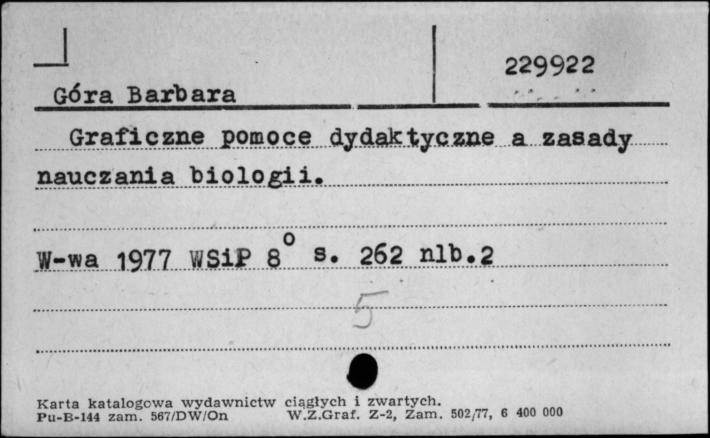 229922
Góra Barbara
Graficzne pomoce dydaktyczne a zasady
nauczania biologii.
W-wa 1977 WSiP 8° s. 262 nlb.2
5
Karta katalogowa wydawnictw ciągłych i zwartych.
Pu-B-144 zam. 567/DW/On W.Z.Graf. Z-2, Zam. 502/77, 6 400 000